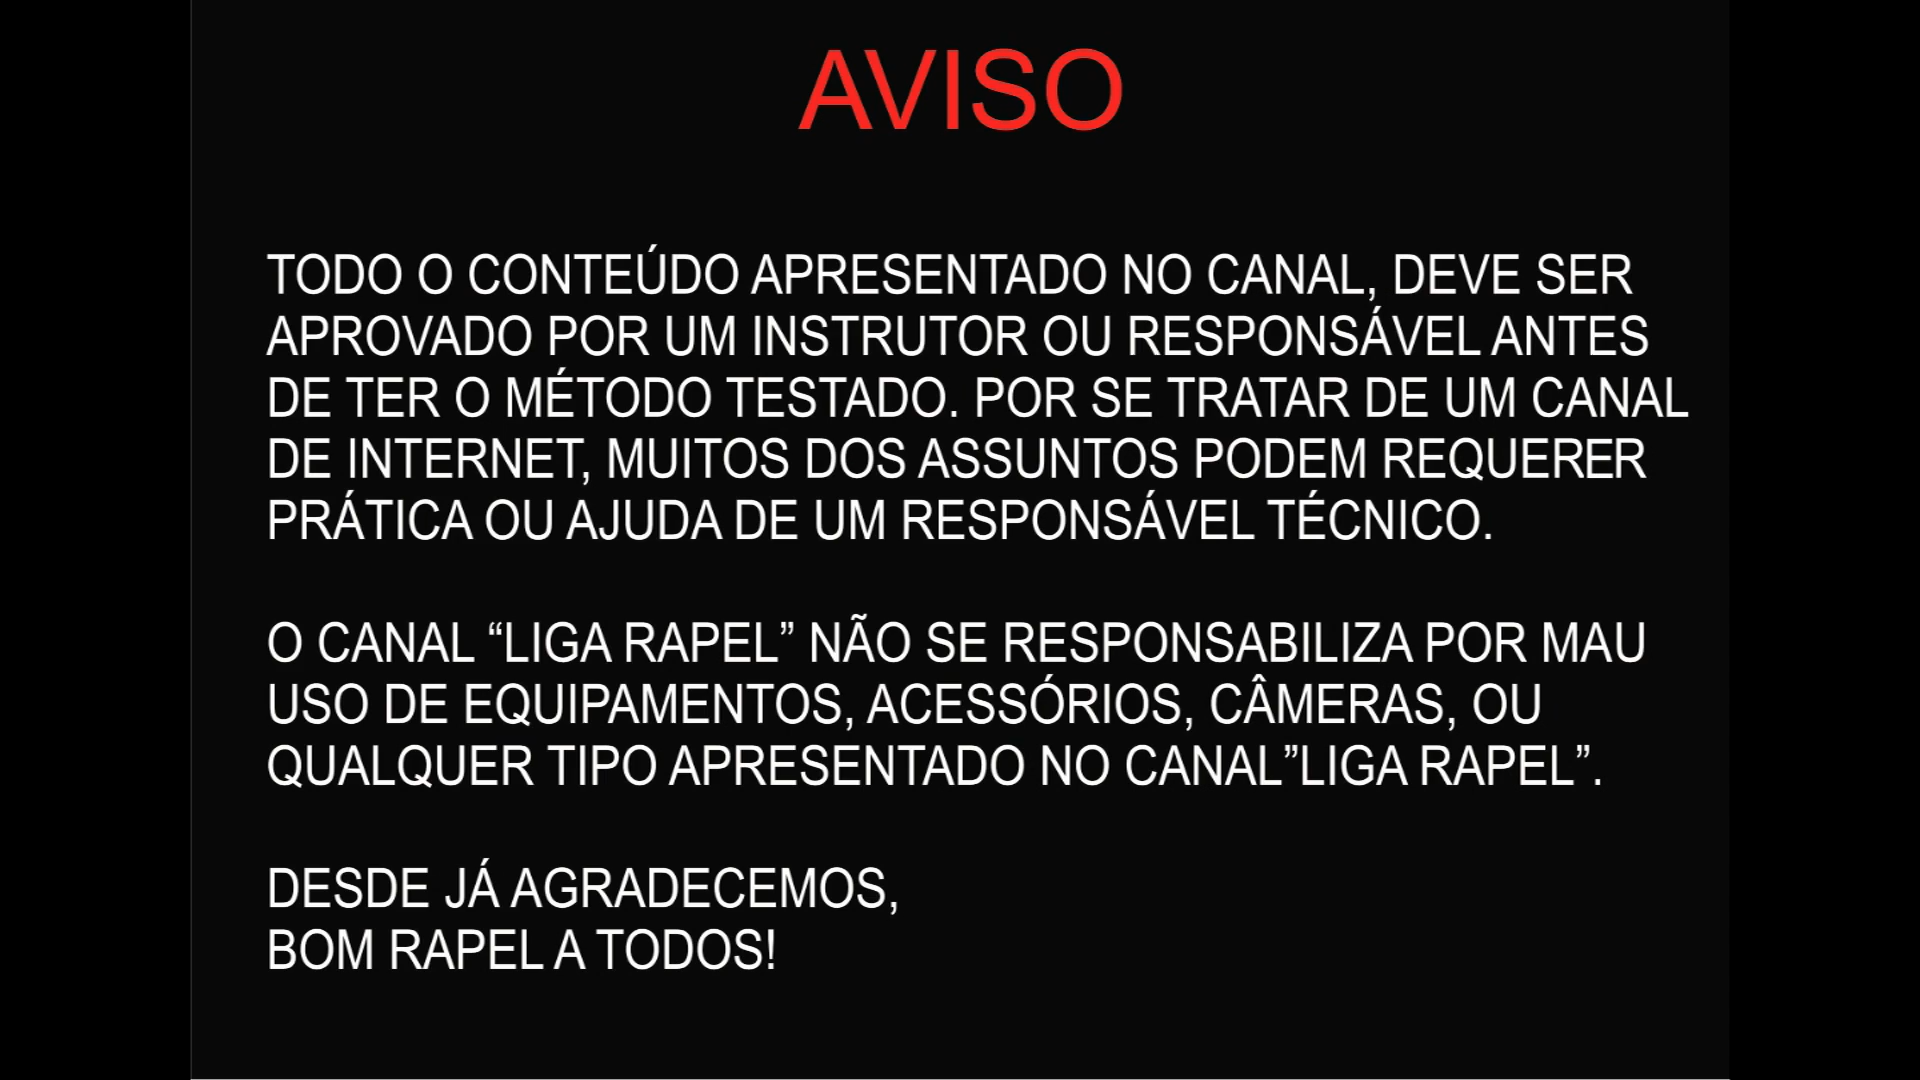 AVISO
TODO O CONTEÚDO APRESENTADO NO CANAL, DEVE SER
APROVADO POR UM INSTRUTOR OU RESPONSÁVEL ANTES
DE TER O MÉTODO TESTADO. POR SE TRATAR DE UM CANAL
DE INTERNET, MUITOS DOS ASSUNTOS PODEM REQUERER
PRÁTICA OU AJUDA DE UM RESPONSÁVEL TÉCNICO.
O CANAL “LIGA RAPEL” NÃO SE RESPONSABILIZA POR MAU
USO DE EQUIPAMENTOS, ACESSÓRIOS, CÂMERAS, OU
QUALQUER TIPO APRESENTADO NO CANAL”LIGA RAPEL”.
DESDE JÁ AGRADECEMOS,
BOM RAPEL A TODOS!